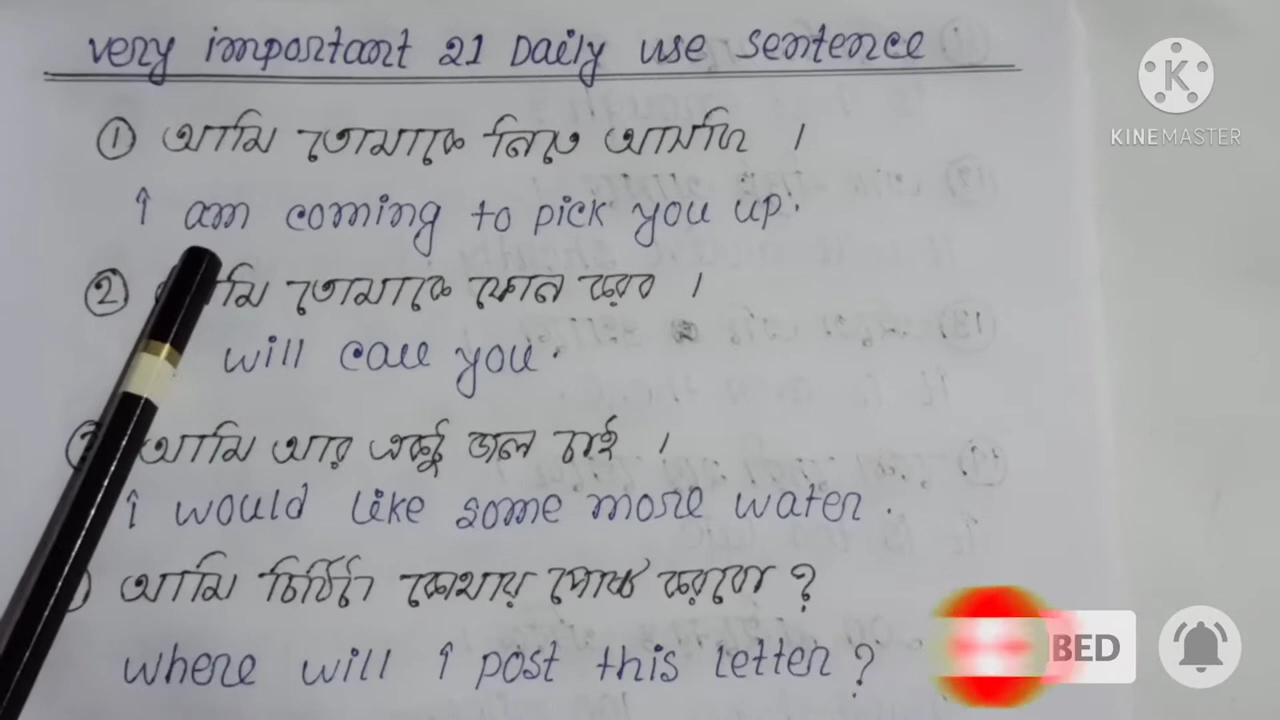 very important 21 Daily use sentence
① আমি তোমাকে নিতে আসছি ।
I am coming to pick you up.
② আমি তোমাকে ফোন করব ।
will call you.
আমি আর একটু জল চাই ।
I would like some more water.
আমি চিঠিটা কোথায় পোস্ট করবো ?
where will I post this letter ?
KINEMASTER
BED